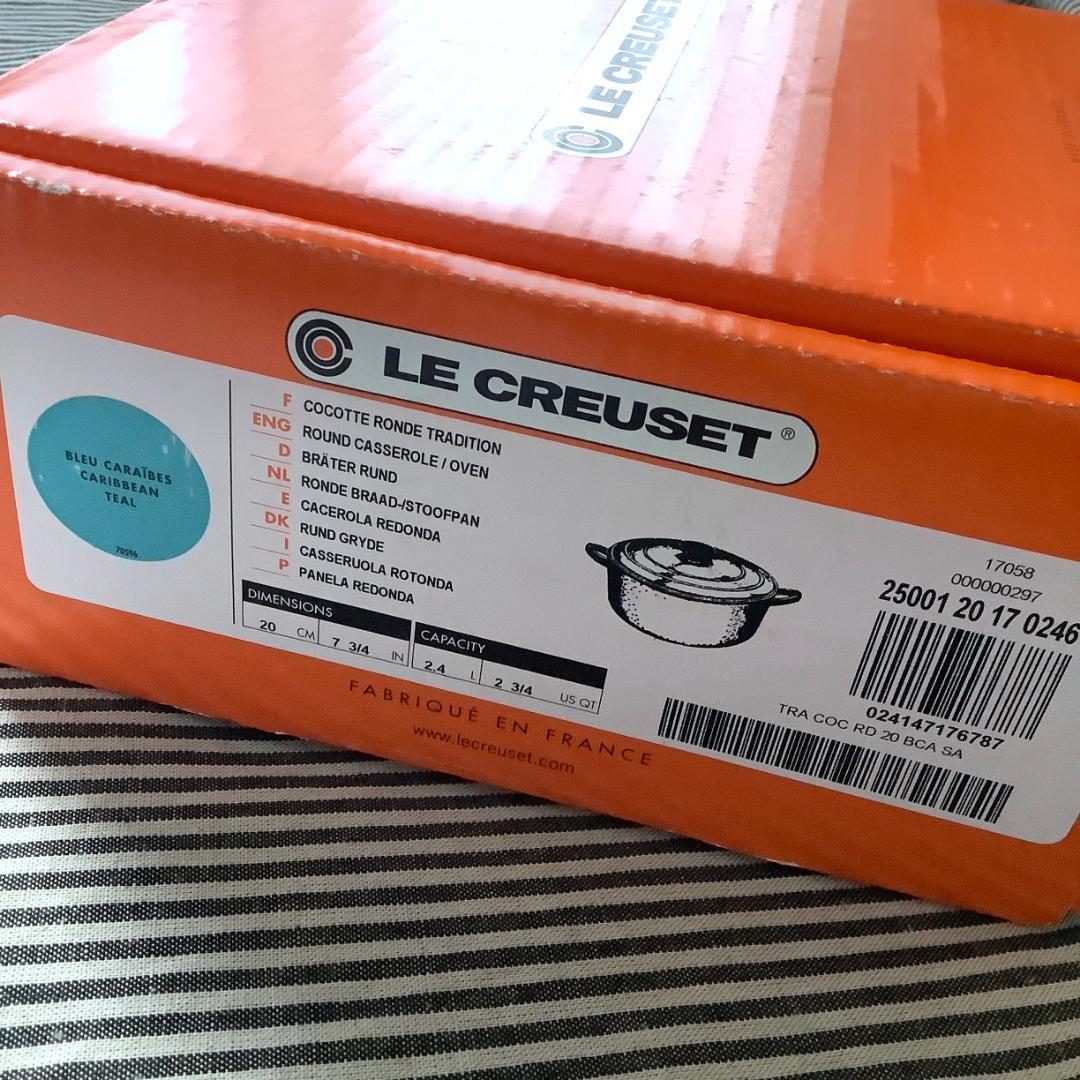 LE CREUSET
LE CREUSET®
BLEU CARAÏBES
CARIBBEAN
TEAL
7059b
F COCOTTE RONDE TRADITION
ENG ROUND CASSEROLE / OVEN
D BRÄTER RUND
NL RONDE BRAAD-/STOOFPAN
E CACEROLA REDONDA
DK RUND GRYDE
I CASSERUOLA ROTONDA
P PANELA REDONDA
DIMENSIONS
20 CM 7 3/4 IN
CAPACITY
2.4 L 2 3/4 US QT
FABRIQUÉ EN FRANCE
www.lecreuset.com
17058
000000297
25001 20 17 0246
024147176787
TRA COC RD 20 BCA SA